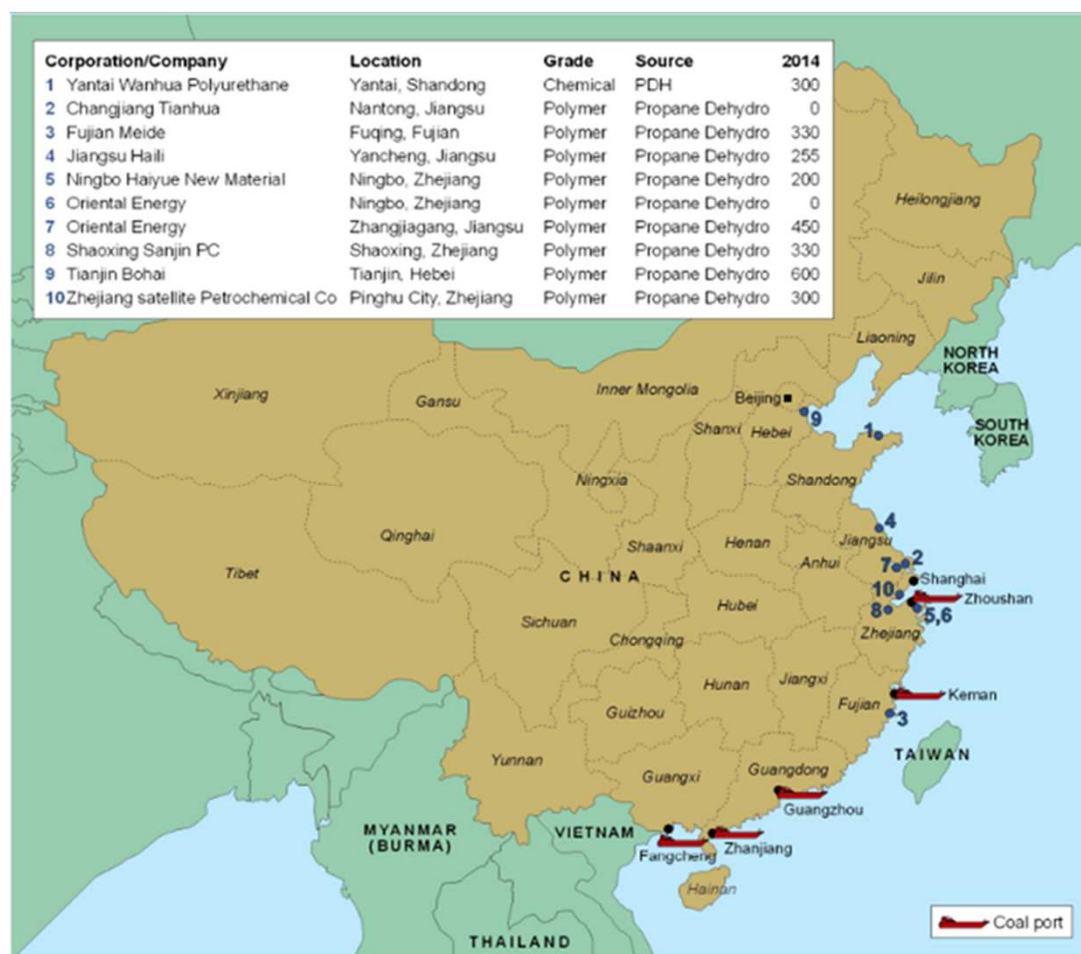 Corporation/Company Location Grade Source 2014
1 Yantai Wanhua Polyurethane Yantai, Shandong Chemical PDH 300
2 Changjiang Tianhua Nantong, Jiangsu Polymer Propane Dehydro 0
3 Fujian Meide Fuqing, Fujian Polymer Propane Dehydro 330
4 Jiangsu Haili Yancheng, Jiangsu Polymer Propane Dehydro 255
5 Ningbo Haiyue New Material Ningbo, Zhejiang Polymer Propane Dehydro 200
6 Oriental Energy Ningbo, Zhejiang Polymer Propane Dehydro 0
7 Oriental Energy Zhangjiagang, Jiangsu Polymer Propane Dehydro 450
8 Shaoxing Sanjin PC Shaoxing, Zhejiang Polymer Propane Dehydro 330
9 Tianjin Bohai Tianjin, Hebei Polymer Propane Dehydro 600
10 Zhejiang satellite Petrochemical Co Pinghu City, Zhejiang Polymer Propane Dehydro 300
Heilongjiang
Jilin
Liaoning
NORTH
KOREA
SOUTH
KOREA
Xinjiang
Gansu
Inner Mongolia
Beijing
9
Shanxi
Hebei
1
Ningxia
Shandong
Qinghai
Shaanxi
Henan
Jiangsu
4
Anhui
7
2
Tibet
CHINA
Shanghai
10
Zhoushan
Hubei
8
5,6
Sichuan
Chongqing
Zhejiang
Hunan
Jiangxi
Keman
Guizhou
Fujian
3
Yunnan
Guangxi
Guangdong
TAIWAN
Guangzhou
MYANMAR
(BURMA)
VIETNAM
Fangcheng
Zhanjiang
Hainan
Coal port
THAILAND